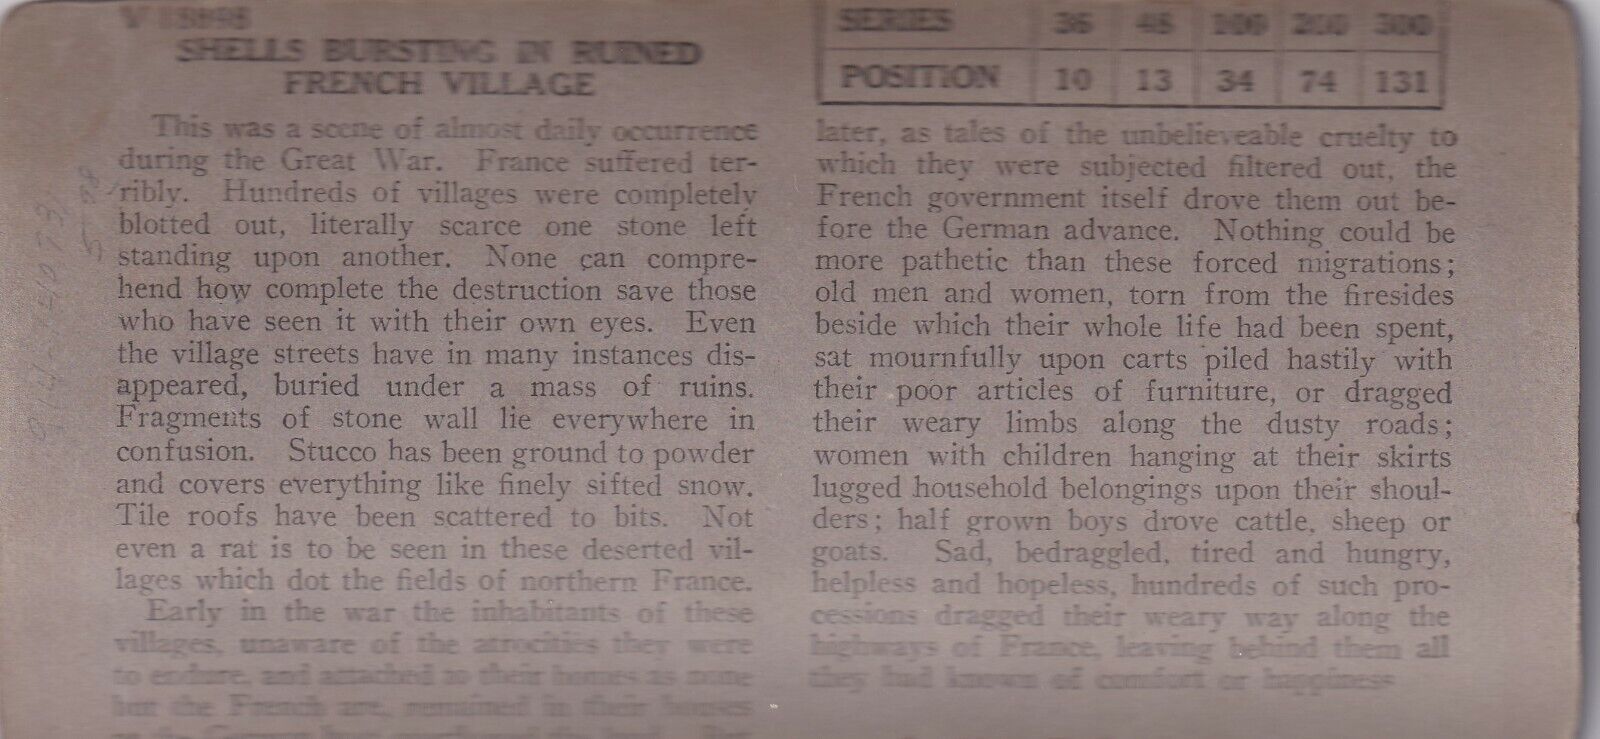 SHELLS BURSTING IN RUINED
FRENCH VILLAGE
This was a scene of almost daily occurrence
during the Great War. France suffered ter-
ribly. Hundreds of villages were completely
blotted out, literally scarce one stone left
standing upon another. None can compre-
hend how complete the destruction save those
who have seen it with their own eyes. Even
the village streets have in many instances dis-
appeared, buried under a mass of ruins.
Fragments of stone wall lie everywhere in
confusion. Stucco has been ground to powder
and covers everything like finely sifted snow.
Tile roofs have been scattered to bits. Not
even a rat is to be seen in these deserted vil-
lages which dot the fields of northern France.
Early in the war the inhabitants of these
villages, unaware of the atrocities they were
to endure, and attached to their homes as none
but the French are, remained in their houses
SERIES 36 48 100 200 300
POSITION 10 13 34 74 131
later, as tales of the unbelieveable cruelty to
which they were subjected filtered out, the
French government itself drove them out be-
fore the German advance. Nothing could be
more pathetic than these forced migrations;
old men and women, torn from the firesides
beside which their whole life had been spent,
sat mournfully upon carts piled hastily with
their poor articles of furniture, or dragged
their weary limbs along the dusty roads;
women with children hanging at their skirts
lugged household belongings upon their shoul-
ders; half grown boys drove cattle, sheep or
goats. Sad, bedraggled, tired and hungry,
helpless and hopeless, hundreds of such pro-
cessions dragged their weary way along the
highways of France, leaving behind them all
they had known of comfort or happiness